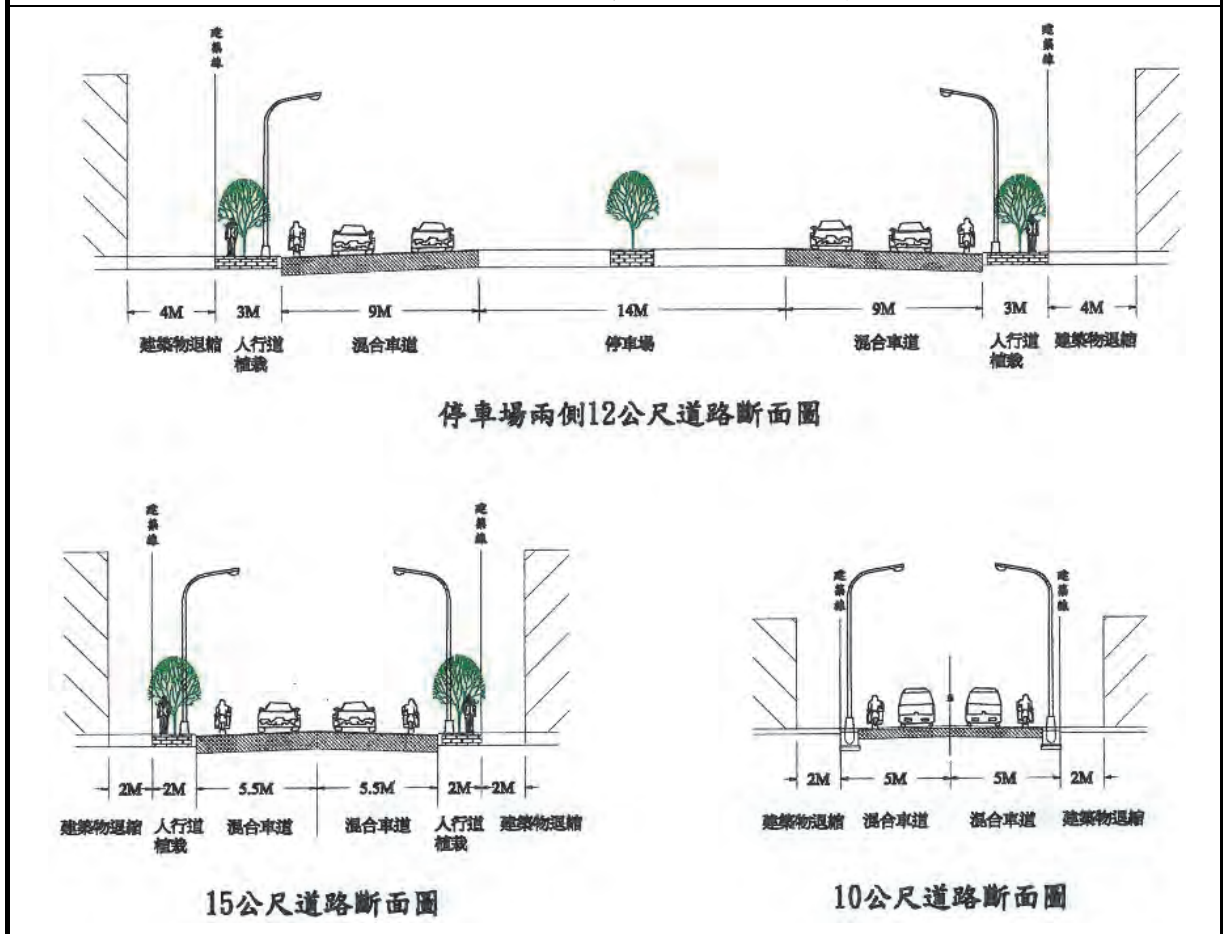 建築線
建築線
4M 3M 9M 14M 9M 3M 4M
建築物退縮 人行道植栽 混合車道 停車場 混合車道 人行道植栽 建築物退縮
停車場兩側12公尺道路斷面圖
建築線
建築線
2M 2M 5.5M 5.5M 2M 2M
建築物退縮 人行道植栽 混合車道 混合車道 人行道植栽 建築物退縮
15公尺道路斷面圖
建築線
建築線
2M 5M 5M 2M
建築物退縮 混合車道 混合車道 建築物退縮
10公尺道路斷面圖